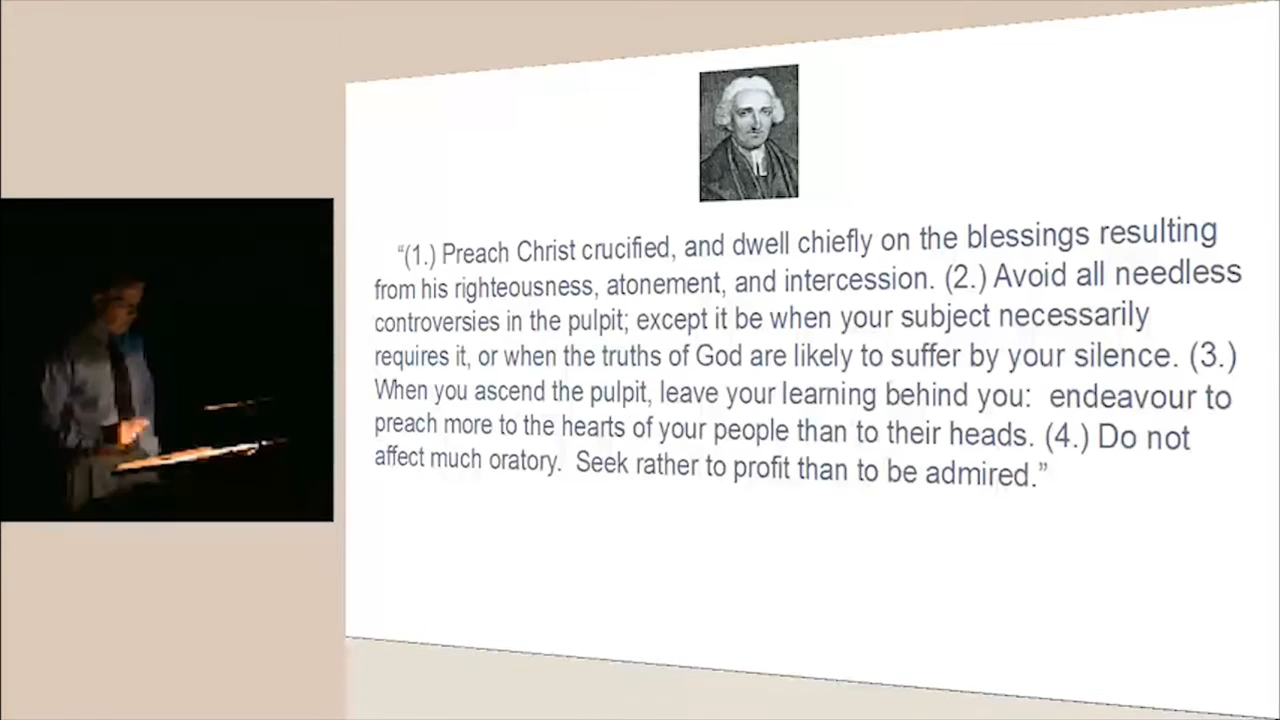 “(1.) Preach Christ crucified, and dwell chiefly on the blessings resulting
from his righteousness, atonement, and intercession. (2.) Avoid all needless
controversies in the pulpit; except it be when your subject necessarily
requires it, or when the truths of God are likely to suffer by your silence. (3.)
When you ascend the pulpit, leave your learning behind you:  endeavour to
preach more to the hearts of your people than to their heads. (4.) Do not
affect much oratory.  Seek rather to profit than to be admired.”